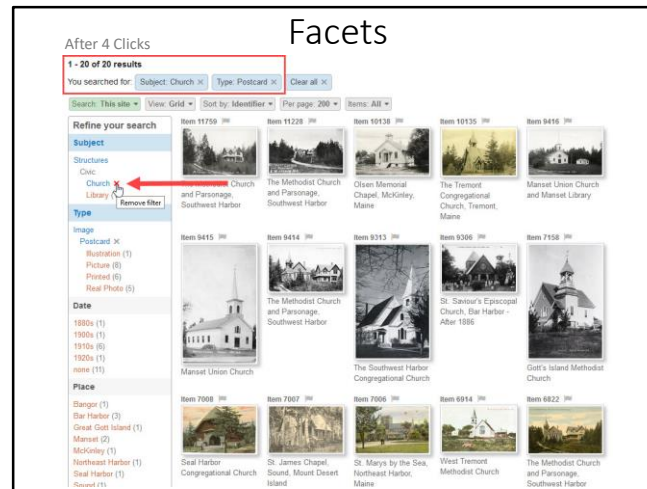 Facets
After 4 Clicks
1 - 20 of 20 results
You searched for: Subject: Church × Type: Postcard × Clear all ×
Search: This site View: Grid Sort by: Identifier Per page: 200 Items: All
Refine your search
Subject
Structures
Civic
Church ×
Library
Remove filter
Type
Image
Postcard ×
Illustration (1)
Picture (8)
Printed (6)
Real Photo (5)
Date
1880s (1)
1900s (1)
1910s (6)
1920s (1)
none (11)
Place
Bangor (1)
Bar Harbor (3)
Great Gott Island (1)
Manset (2)
McKinley (1)
Northeast Harbor (1)
Seal Harbor (1)
Sound (1)
Item 11759 Item 11228 Item 10138 Item 10135 Item 9416
Church
and Parsonage,
Southwest Harbor
The Methodist Church
and Parsonage,
Southwest Harbor
Olsen Memorial
Chapel, McKinley,
Maine
The Tremont
Congregational
Church, Tremont,
Maine
Manset Union Church
and Manset Library
Item 9415 Item 9414 Item 9313 Item 9306 Item 7158
Manset Union Church
The Methodist Church
and Parsonage,
Southwest Harbor
The Southwest Harbor
Congregational Church
St. Saviour's Episcopal
Church, Bar Harbor -
After 1886
Gott's Island Methodist
Church
Item 7008 Item 7007 Item 7006 Item 6914 Item 6822
Seal Harbor
Congregational Church
St. James Chapel,
Sound, Mount Desert
Island
St. Marys by the Sea,
Northeast Harbor,
Maine
West Tremont
Methodist Church
The Methodist Church
and Parsonage,
Southwest Harbor